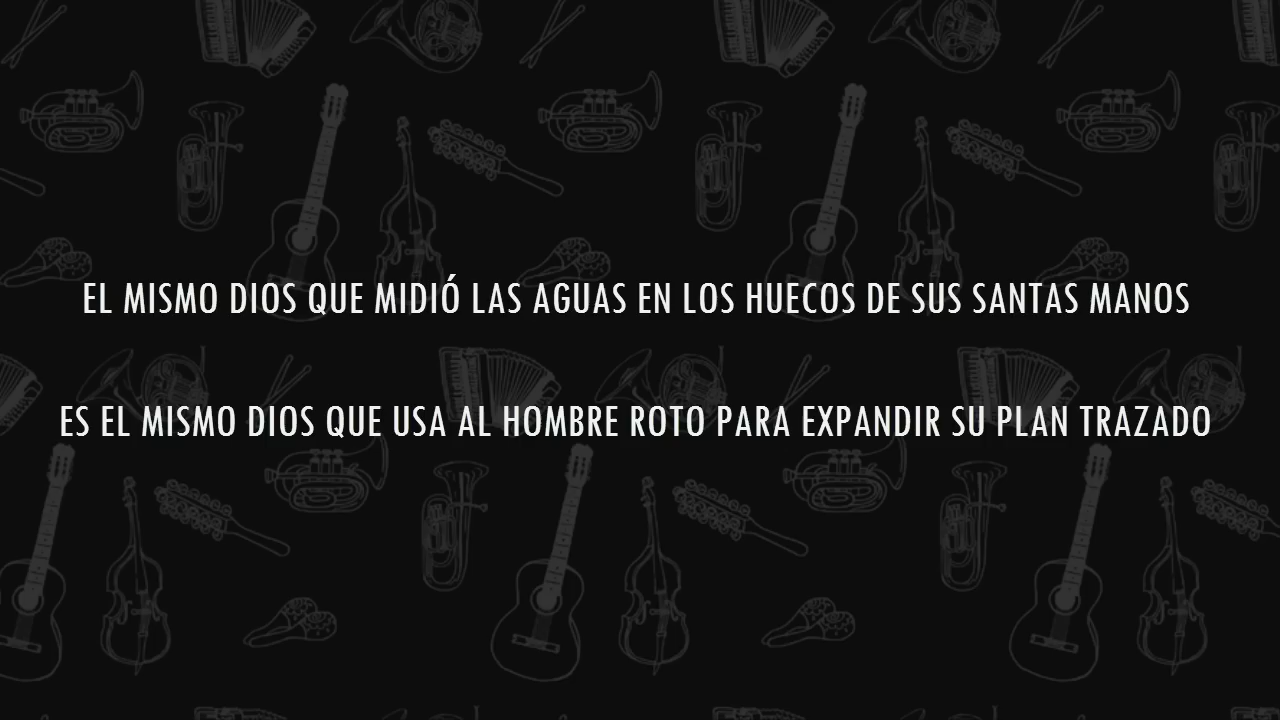 EL MISMO DIOS QUE MIDIÓ LAS AGUAS EN LOS HUECOS DE SUS SANTAS MANOS
ES EL MISMO DIOS QUE USA AL HOMBRE ROTO PARA EXPANDIR SU PLAN TRAZADO